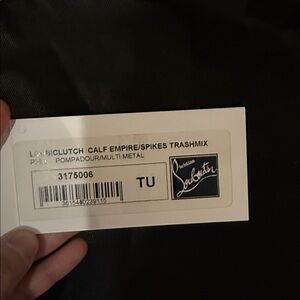 CALF EMPIRE/SPIKES TRASHMIX
POMPADOUR/MULTI METAL
3175006
TU
Christian
Louboutin